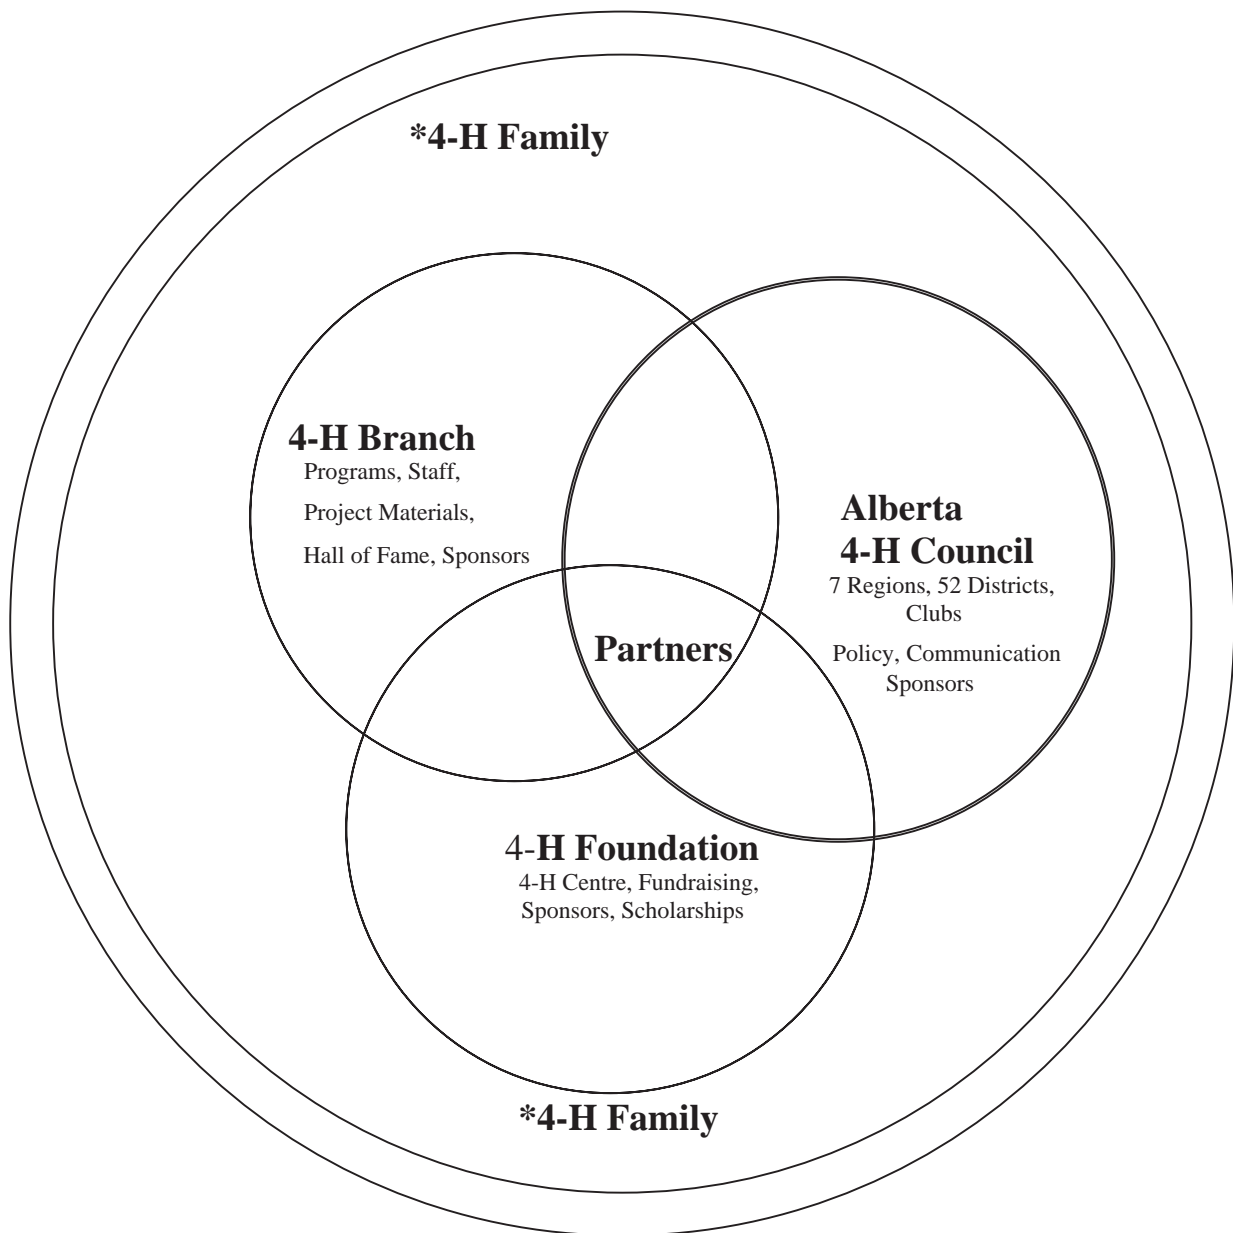 *4-H Family
4-H Branch
Programs, Staff,
Project Materials,
Hall of Fame, Sponsors
Alberta
4-H Council
7 Regions, 52 Districts,
Clubs
Policy, Communication
Sponsors
Partners
4-H Foundation
4-H Centre, Fundraising,
Sponsors, Scholarships
*4-H Family